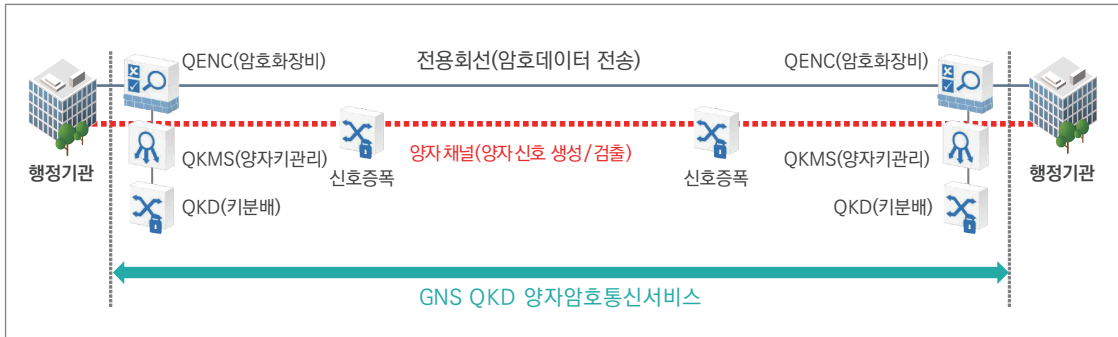 QENC(암호화장비)
전용회선(암호데이터 전송)
QENC(암호화장비)
행정기관
QKMS(양자키관리)
신호증폭
양자 채널(양자 신호 생성/검출)
신호증폭
QKMS(양자키관리)
행정기관
QKD(키분배)
QKD(키분배)
GNS QKD 양자암호통신서비스